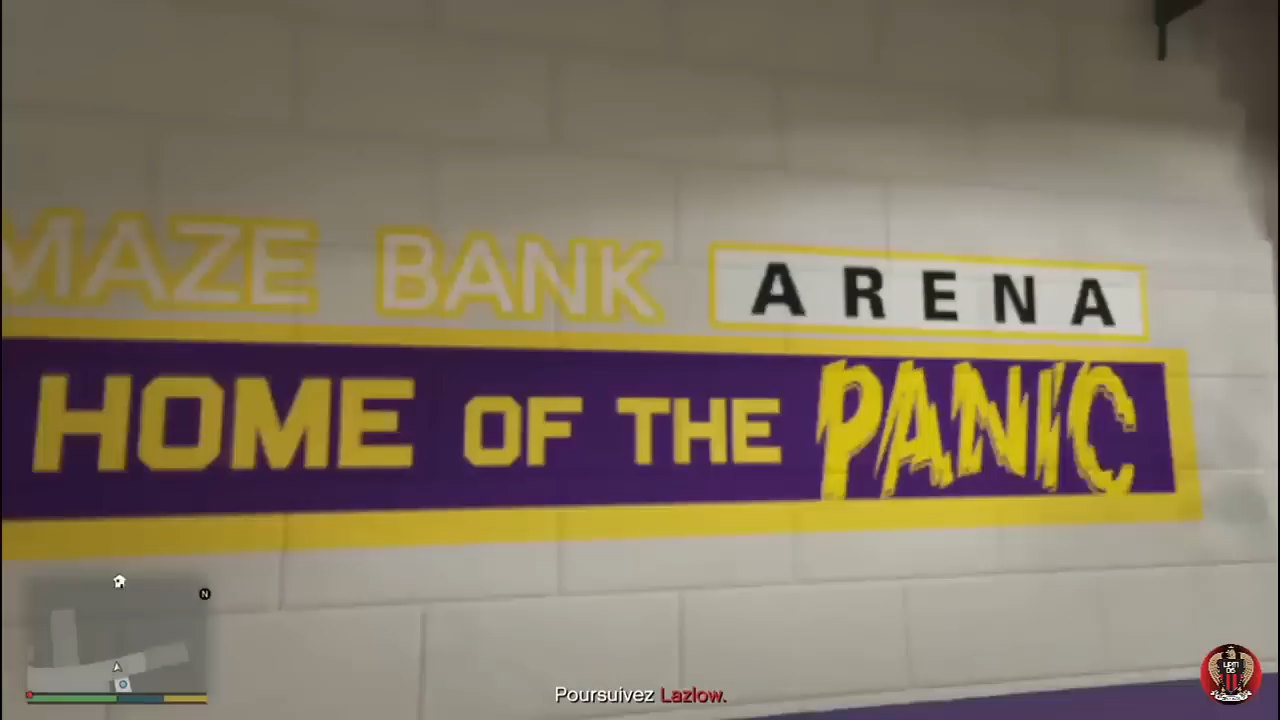 MAZE BANK ARENA
HOME OF THE PANIC
N
Poursuivez Lazlow.